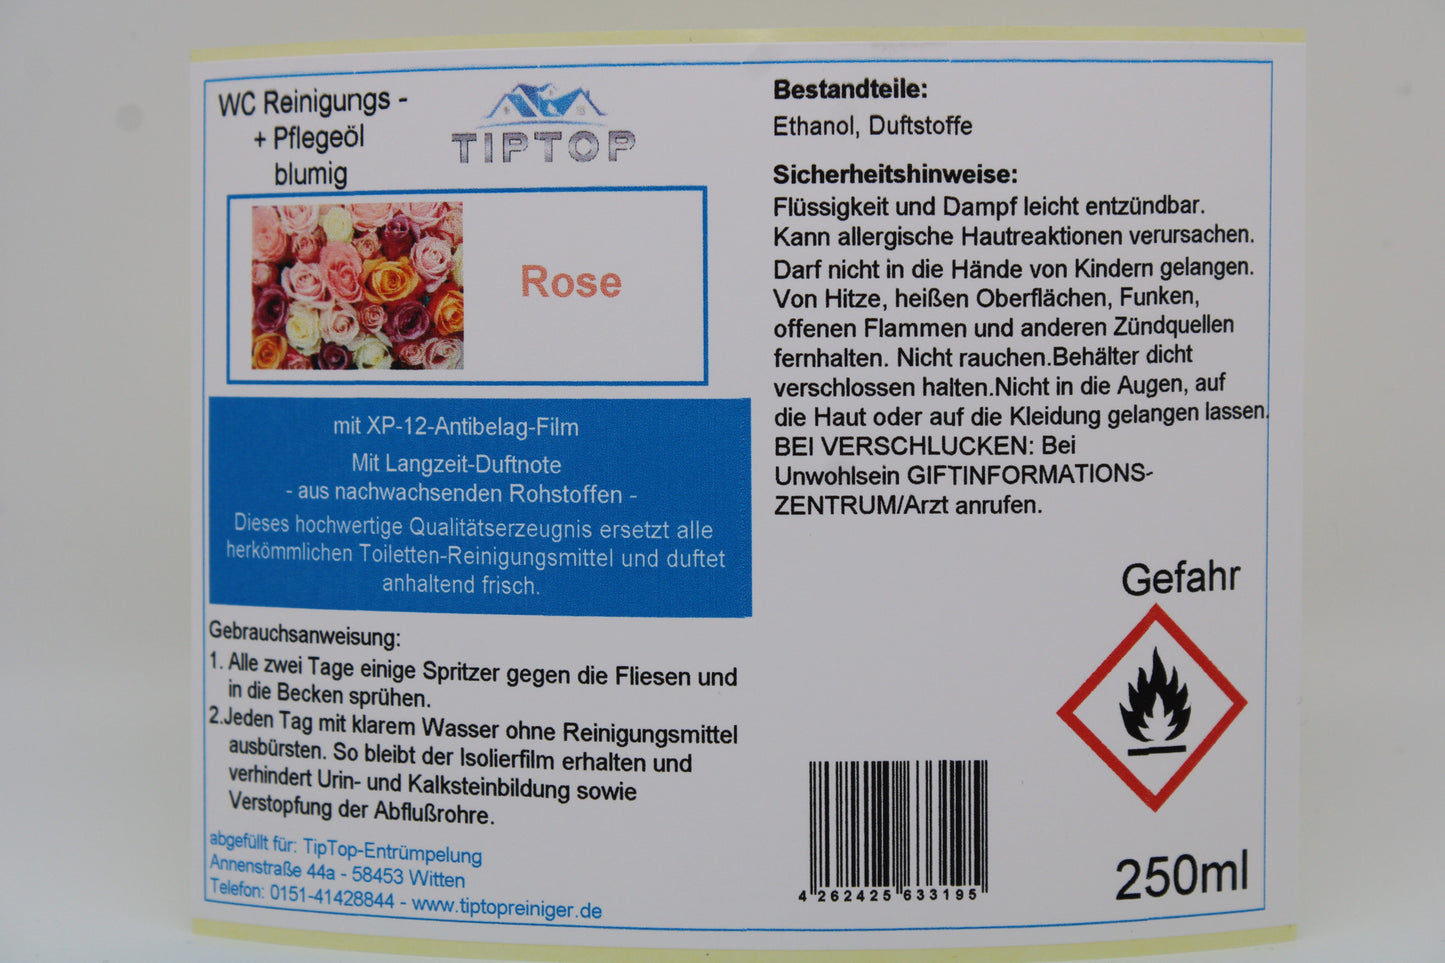 WC Reinigungs -
+ Pflegeöl
blumig
TIPTOP
Rose
mit XP-12-Antibelag-Film
Mit Langzeit-Duftnote
- aus nachwachsenden Rohstoffen -
Dieses hochwertige Qualitätserzeugnis ersetzt alle
herkömmlichen Toiletten-Reinigungsmittel und duftet
anhaltend frisch.
Gebrauchsanweisung:
1. Alle zwei Tage einige Spritzer gegen die Fliesen und
in die Becken sprühen.
2.Jeden Tag mit klarem Wasser ohne Reinigungsmittel
ausbürsten. So bleibt der Isolierfilm erhalten und
verhindert Urin- und Kalksteinbildung sowie
Verstopfung der Abflußrohre.
abgefüllt für: TipTop-Entrümpelung
Annenstraße 44a - 58453 Witten
Telefon: 0151-41428844 - www.tiptopreiniger.de
Bestandteile:
Ethanol, Duftstoffe
Sicherheitshinweise:
Flüssigkeit und Dampf leicht entzündbar.
Kann allergische Hautreaktionen verursachen.
Darf nicht in die Hände von Kindern gelangen.
Von Hitze, heißen Oberflächen, Funken,
offenen Flammen und anderen Zündquellen
fernhalten. Nicht rauchen.Behälter dicht
verschlossen halten.Nicht in die Augen, auf
die Haut oder auf die Kleidung gelangen lassen.
BEI VERSCHLUCKEN: Bei
Unwohlsein GIFTINFORMATIONS-
ZENTRUM/Arzt anrufen.
Gefahr
4 262425 633195
250ml